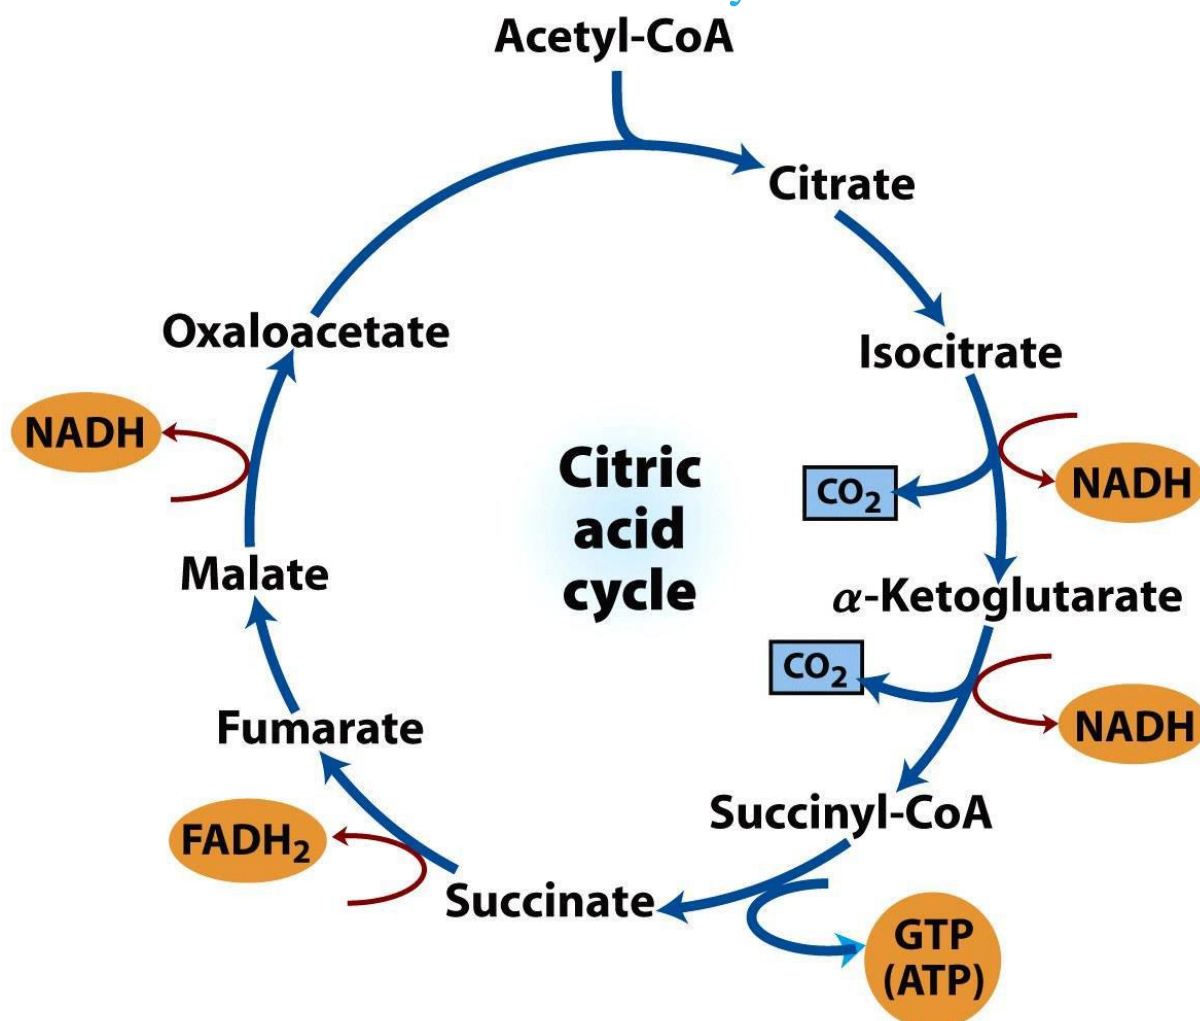 Acetyl-CoA
Citrate
Oxaloacetate
Isocitrate
NADH
Citric
acid
cycle
CO₂
NADH
Malate
α-Ketoglutarate
CO₂
NADH
Fumarate
Succinyl-CoA
FADH₂
Succinate
GTP
(ATP)